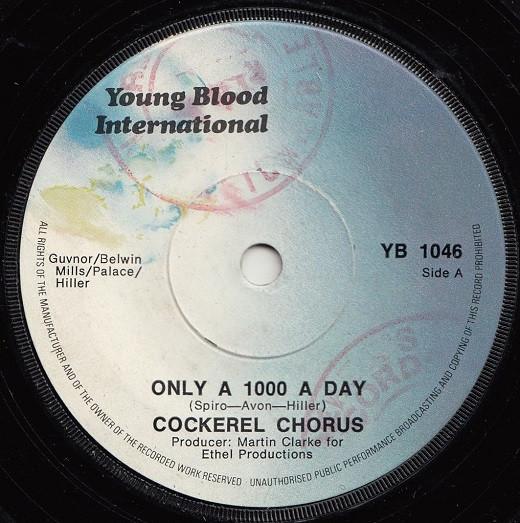 Young Blood
International
Guvnor/Belwin
Mills/Palace/
Hiller
YB 1046
Side A
ONLY A 1000 A DAY
(Spiro—Avon—Hiller)
COCKEREL CHORUS
Producer: Martin Clarke for
Ethel Productions
ALL RIGHTS OF THE MANUFACTURER AND OF THE OWNER OF THE RECORDED WORK RESERVED · UNAUTHORISED PUBLIC PERFORMANCE BROADCASTING AND COPYING OF THIS RECORD PROHIBITED